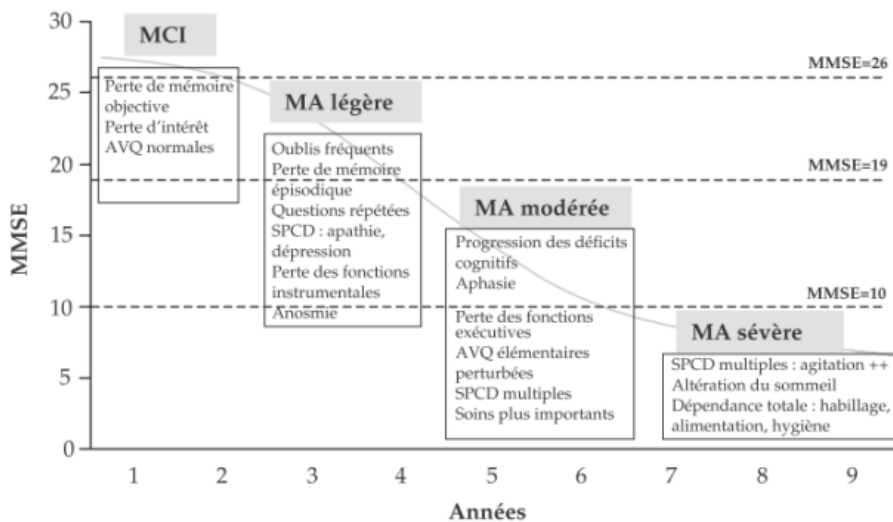 30
25
20
15
10
5
0
MMSE
MCI
Perte de mémoire
objective
Perte d'intérêt
AVQ normales
MA légère
Oublis fréquents
Perte de mémoire
épisodique
Questions répétées
SPCD : apathie,
dépression
Perte des fonctions
instrumentales
Anosmie
MA modérée
Progression des déficits
cognitifs
Aphasie
Perte des fonctions
exécutives
AVQ élémentaires
perturbées
SPCD multiples
Soins plus importants
MA sévère
SPCD multiples : agitation ++
Altération du sommeil
Dépendance totale : habillage,
alimentation, hygiène
MMSE=26
MMSE=19
MMSE=10
1 2 3 4 5 6 7 8 9
Années